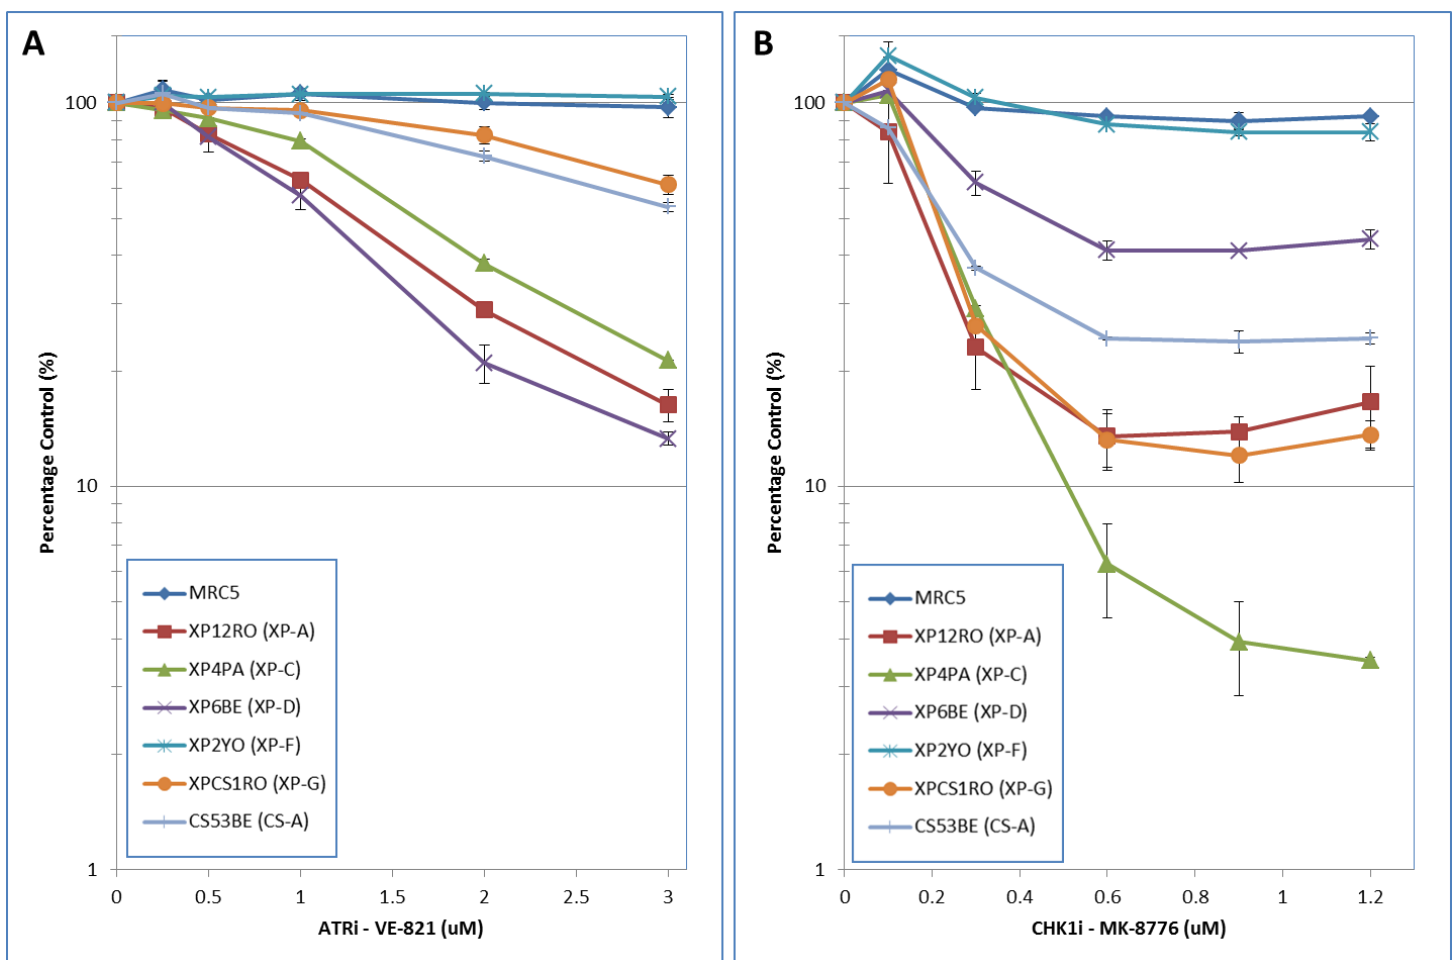 A
100
10
1
Percentage Control (%)
MRC5
XP12RO (XP-A)
XP4PA (XP-C)
XP6BE (XP-D)
XP2YO (XP-F)
XPCS1RO (XP-G)
CS53BE (CS-A)
0 0.5 1 1.5 2 2.5 3
ATRi - VE-821 (uM)
B
100
10
1
Percentage Control (%)
MRC5
XP12RO (XP-A)
XP4PA (XP-C)
XP6BE (XP-D)
XP2YO (XP-F)
XPCS1RO (XP-G)
CS53BE (CS-A)
0 0.2 0.4 0.6 0.8 1 1.2
CHK1i - MK-8776 (uM)